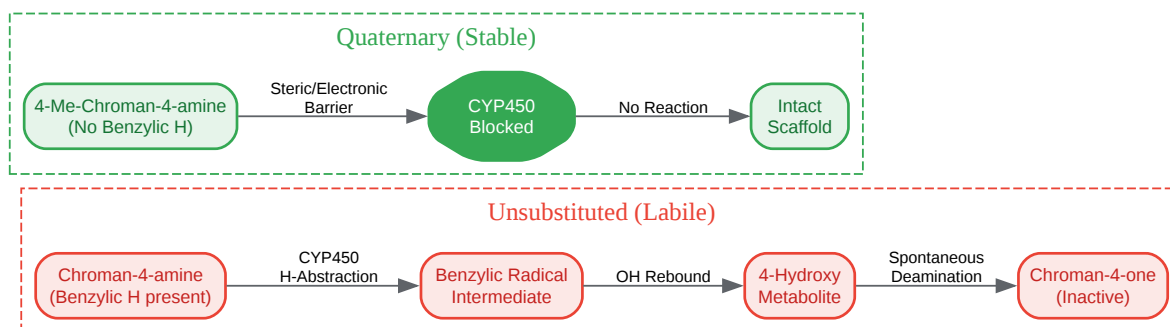 Quaternary (Stable)
4-Me-Chroman-4-amine
(No Benzylic H)
Steric/Electronic
Barrier
CYP450
Blocked
No Reaction
Intact
Scaffold
Unsubstituted (Labile)
Chroman-4-amine
(Benzylic H present)
CYP450
H-Abstraction
Benzylic Radical
Intermediate
OH Rebound
4-Hydroxy
Metabolite
Spontaneous
Deamination
Chroman-4-one
(Inactive)